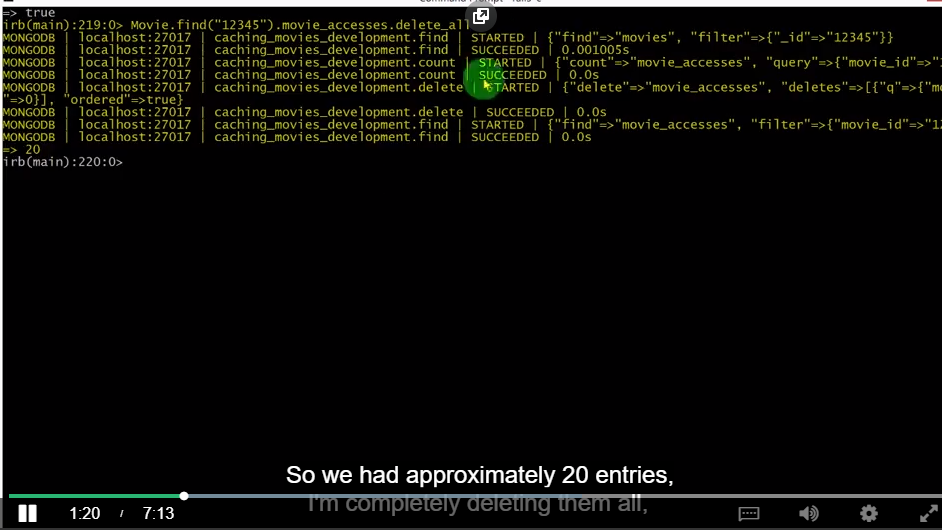 => true
irb(main):219:0> Movie.find("12345").movie_accesses.delete_all
MONGODB | localhost:27017 | caching_movies_development.find | STARTED | {"find"=>"movies", "filter"=>{"_id"=>"12345"}}
MONGODB | localhost:27017 | caching_movies_development.find | SUCCEEDED | 0.001005s
MONGODB | localhost:27017 | caching_movies_development.count | STARTED | {"count"=>"movie_accesses", "query"=>{"movie_id"=>"1
MONGODB | localhost:27017 | caching_movies_development.count | SUCCEEDED | 0.0s
MONGODB | localhost:27017 | caching_movies_development.delete | STARTED | {"delete"=>"movie_accesses", "deletes"=>[{"q"=>{"mo
"=>0}], "ordered"=>true}
MONGODB | localhost:27017 | caching_movies_development.delete | SUCCEEDED | 0.0s
MONGODB | localhost:27017 | caching_movies_development.find | STARTED | {"find"=>"movie_accesses", "filter"=>{"movie_id"=>"12
MONGODB | localhost:27017 | caching_movies_development.find | SUCCEEDED | 0.0s
=> 20
irb(main):220:0>
So we had approximately 20 entries,
I'm completely deleting them all,
1:20 / 7:13